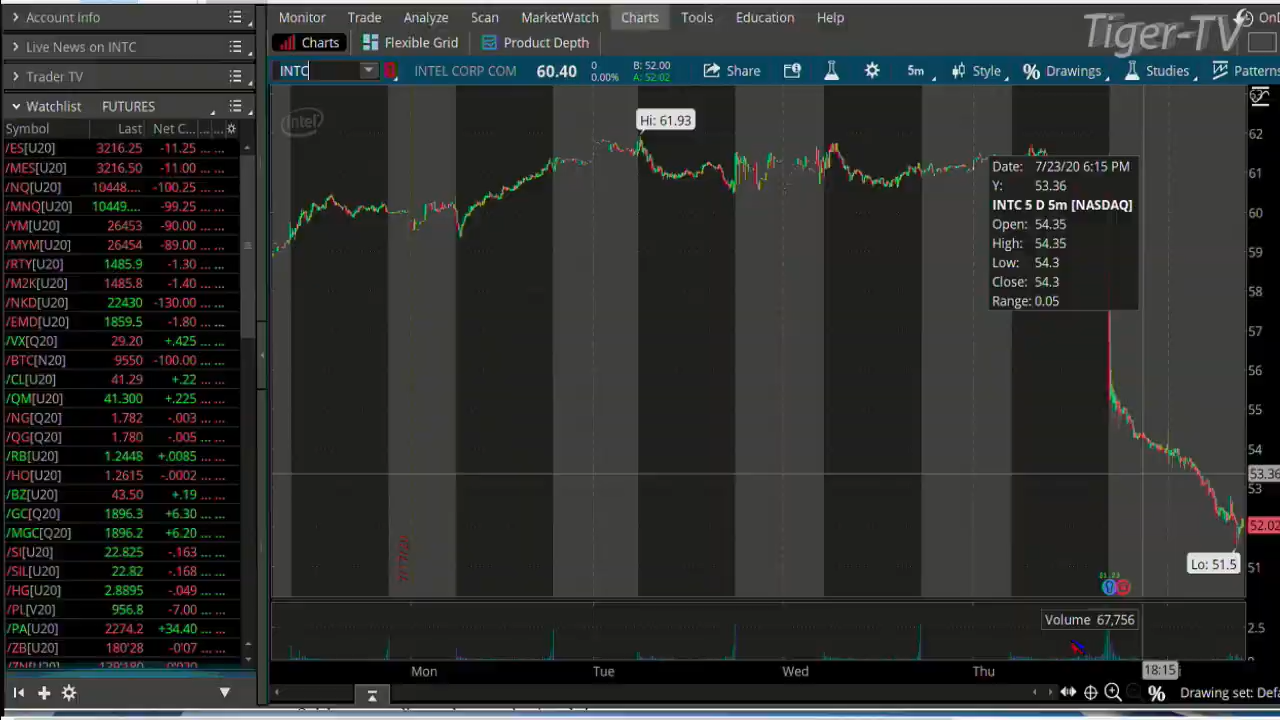 Account info
Monitor Trade Analyze Scan MarketWatch Charts Tools Education Help
Tiger-TV
Live News on INTC
Charts Flexible Grid Product Depth
Trader TV
INTC INTEL CORP COM 60.40 0 0.00% B: 52.00 A: 52.02 Share 5m Style Drawings Studies Patterns
Watchlist FUTURES
Symbol Last Net C... ... ...
/ES[U20] 3216.25 -11.25 ... ...
/MES[U20] 3216.50 -11.00 ... ...
/NQ[U20] 10448.... -100.25 ... ...
/MNQ[U20] 10449.... -99.25 ... ...
/YM[U20] 26453 -90.00 ... ...
/MYM[U20] 26454 -89.00 ... ...
/RTY[U20] 1485.9 -1.30 ... ...
/M2K[U20] 1485.8 -1.40 ... ...
/NKD[U20] 22430 -130.00 ... ...
/EMD[U20] 1859.5 -1.80 ... ...
/VX[Q20] 29.20 +.425 ... ...
/BTC[N20] 9550 -100.00 ... ...
/CL[U20] 41.29 +.22 ... ...
/QM[U20] 41.300 +.225 ... ...
/NG[Q20] 1.782 -.003 ... ...
/QG[Q20] 1.780 -.005 ... ...
/RB[U20] 1.2448 +.0085 ... ...
/HO[U20] 1.2615 -.0002 ... ...
/BZ[U20] 43.50 +.19 ... ...
/GC[Q20] 1896.3 +6.30 ... ...
/MGC[Q20] 1896.2 +6.20 ... ...
/SI[U20] 22.825 -.163 ... ...
/SIL[U20] 22.82 -.168 ... ...
/HG[U20] 2.8895 -.049 ... ...
/PL[V20] 956.8 -7.00 ... ...
/PA[U20] 2274.2 +34.40 ... ...
/ZB[U20] 180'28 -0'07 ... ...
intel
Hi: 61.93
Date: 7/23/20 6:15 PM
Y: 53.36
INTC 5 D 5m [NASDAQ]
Open: 54.35
High: 54.35
Low: 54.3
Close: 54.3
Range: 0.05
62
61
60
59
58
57
56
55
54
53.36
53
52.02
51
Lo: 51.5
Volume 67,756
2.5
Mon Tue Wed Thu 18:15
% Drawing set: Defa